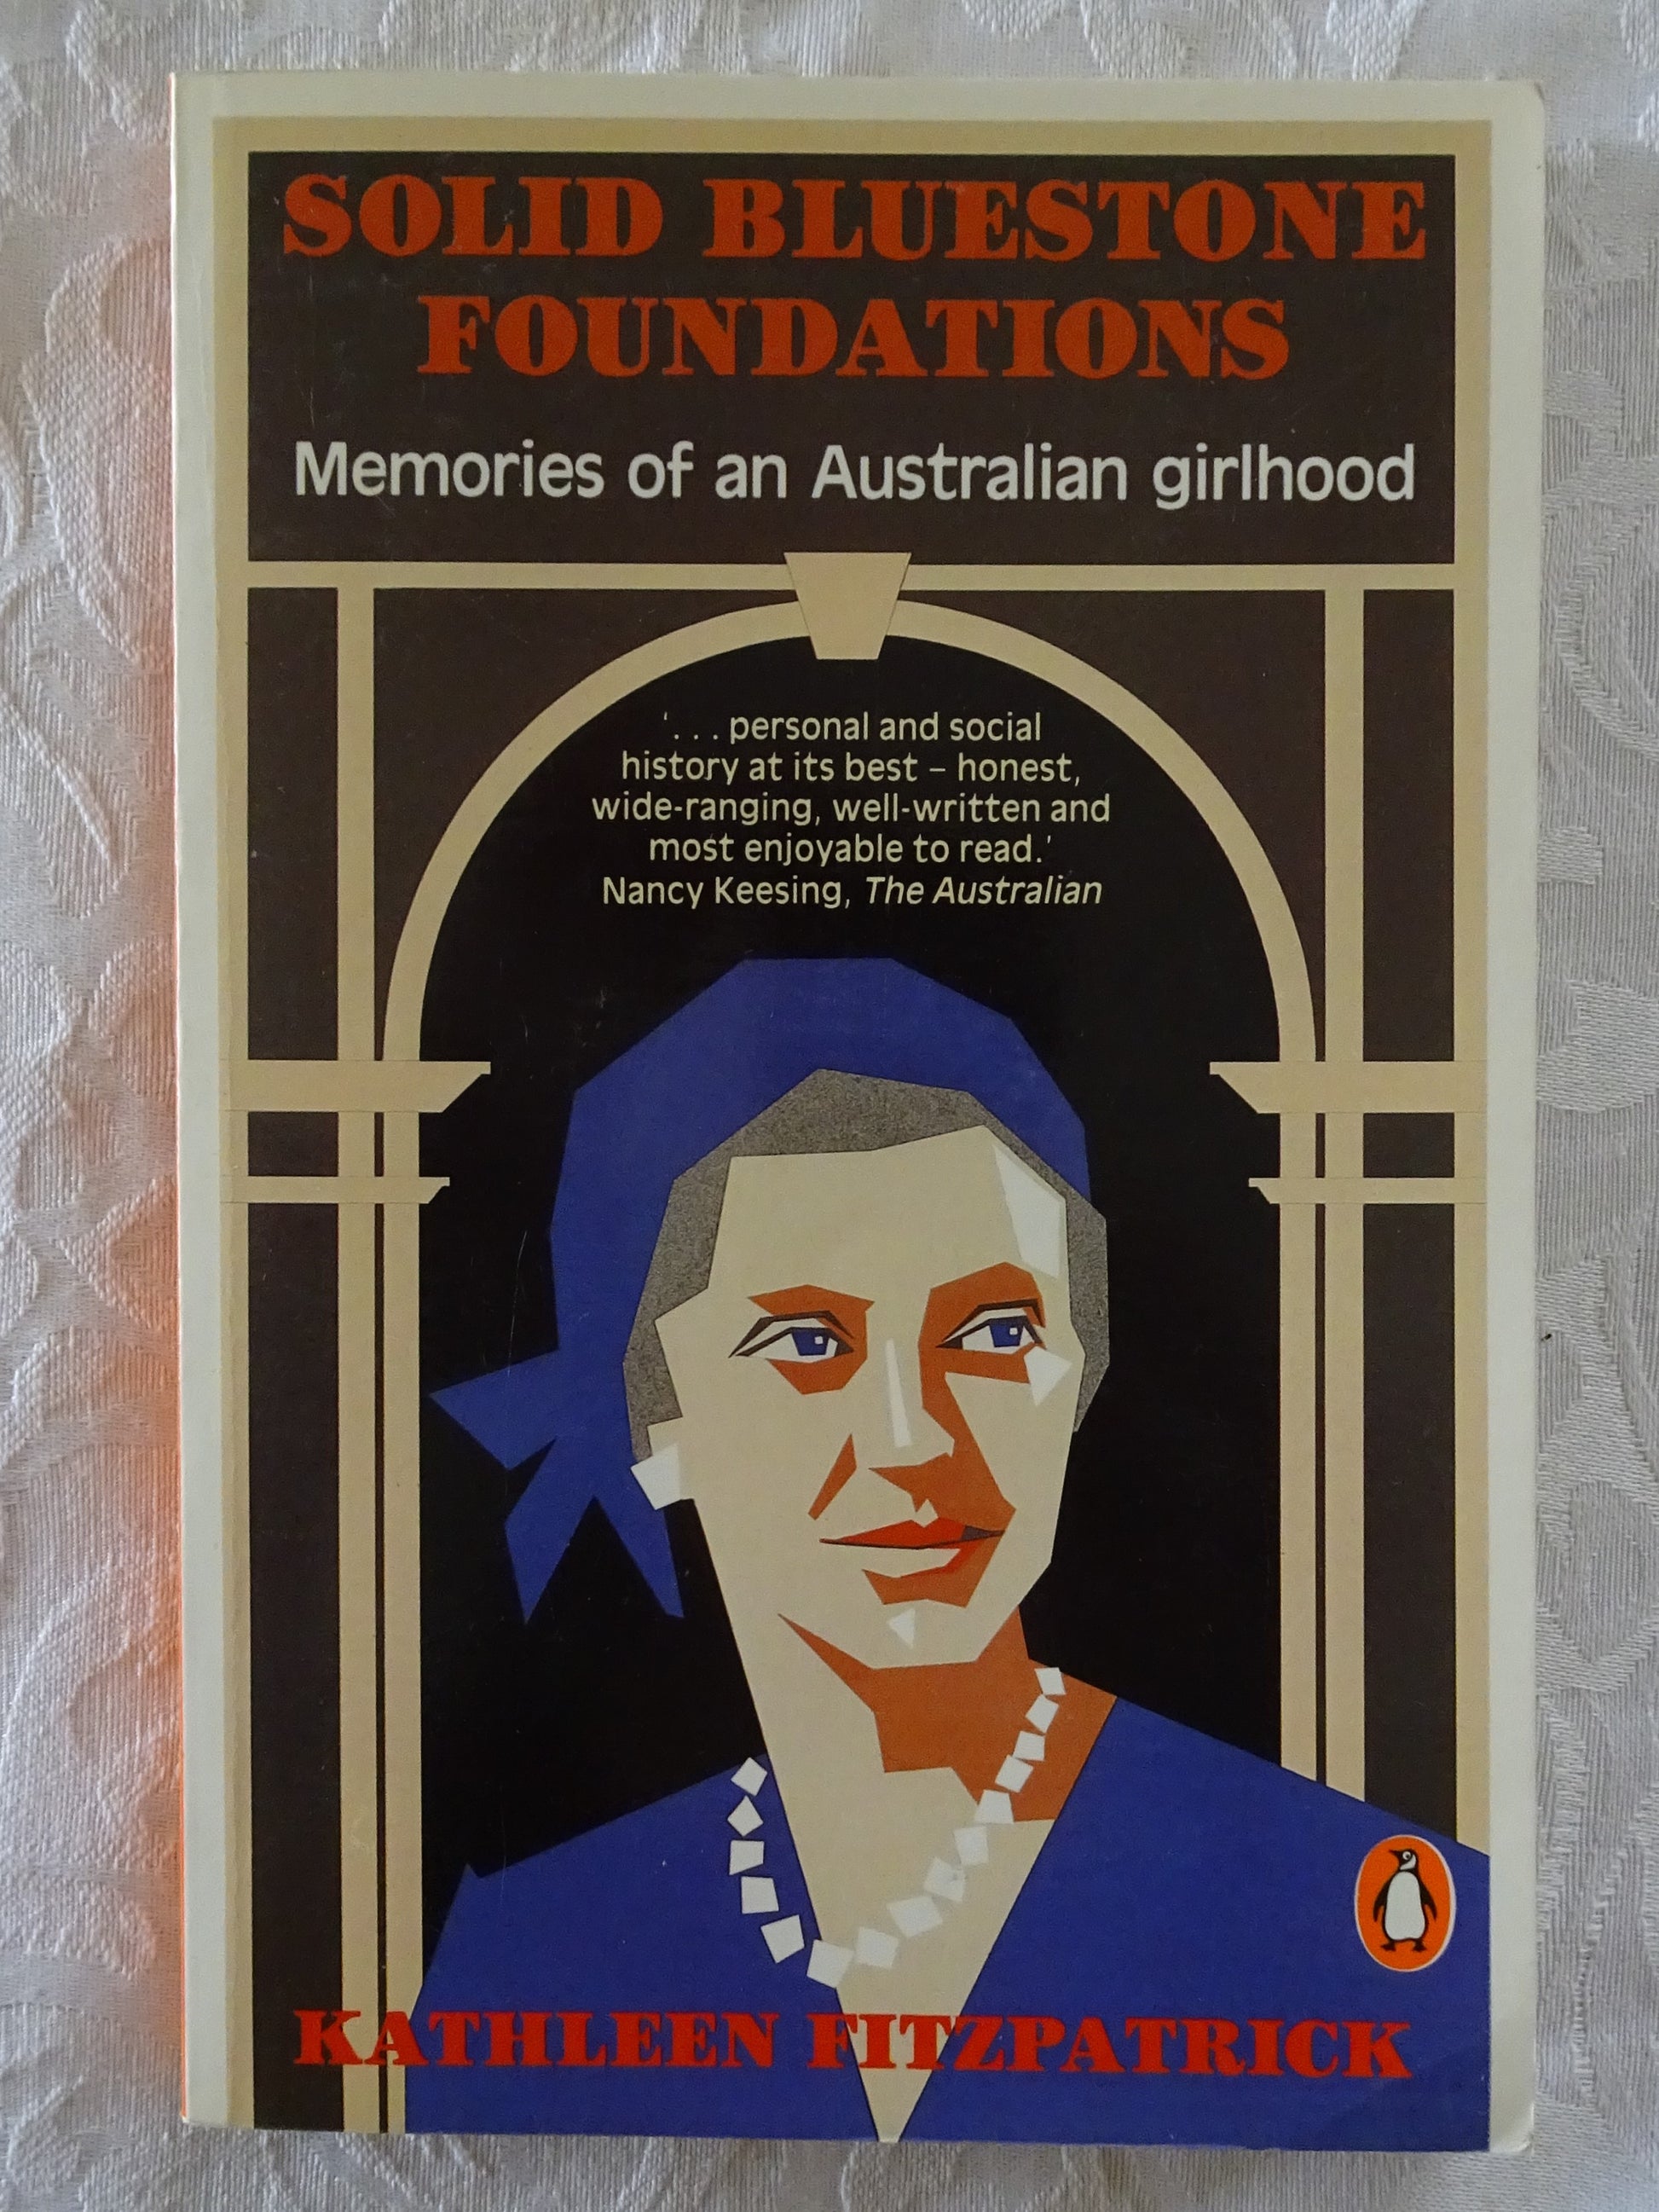 SOLID BLUESTONE
FOUNDATIONS
Memories of an Australian girlhood
‘. . . personal and social
history at its best – honest,
wide-ranging, well-written and
most enjoyable to read.’
Nancy Keesing, The Australian
KATHLEEN FITZPATRICK